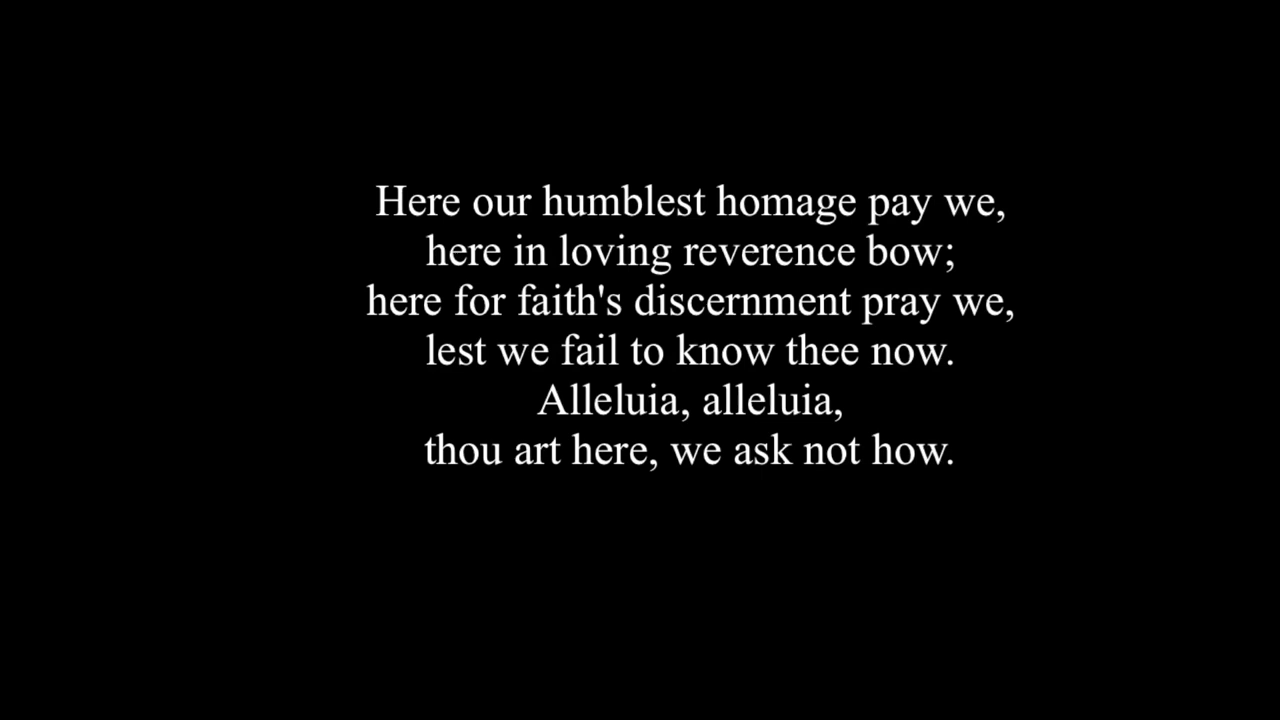 Here our humblest homage pay we,
here in loving reverence bow;
here for faith's discernment pray we,
lest we fail to know thee now.
Alleluia, alleluia,
thou art here, we ask not how.